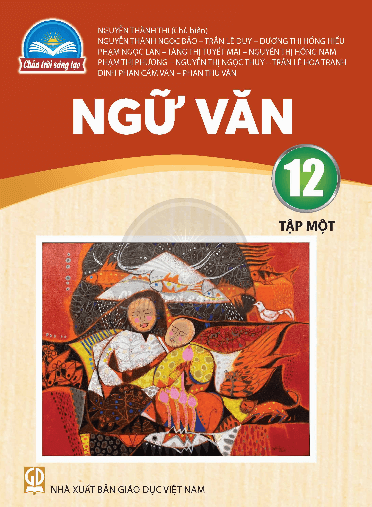 NGUYỄN THÀNH THI (Chủ biên)
NGUYỄN THÀNH NGỌC BẢO – TRẦN LÊ DUY – DƯƠNG THỊ HỒNG HIẾU
PHẠM NGỌC LAN – TĂNG THỊ TUYẾT MAI – NGUYỄN THỊ HỒNG NAM
PHẠM THỊ PHƯƠNG – NGUYỄN THỊ NGỌC THUÝ – TRẦN LÊ HOA TRANH
ĐINH PHAN CẨM VÂN – PHAN THU VÂN
Chân trời sáng tạo
NGỮ VĂN
12
TẬP MỘT
NHÀ XUẤT BẢN GIÁO DỤC VIỆT NAM